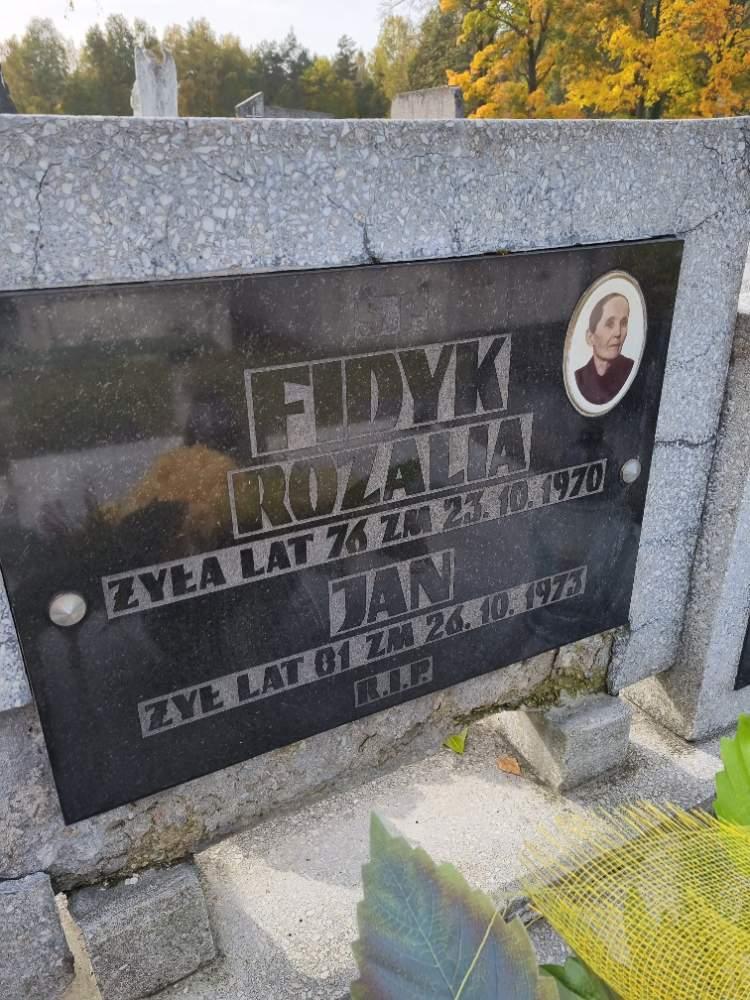 FIDYK
ROZALIA
ŻYŁA LAT 76 ZM 23.10.1970
JAN
ŻYŁ LAT 81 ZM 26.10.1973
R.I.P.